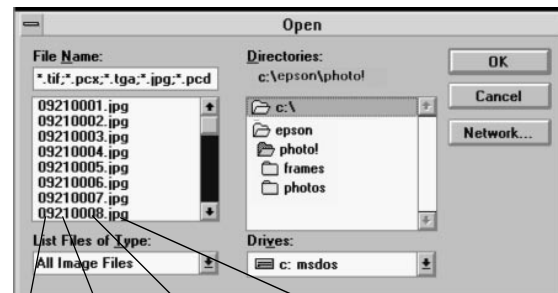 Open
File Name:
*.tif;*.pcx;*.tga;*.jpg;*.pcd
09210001.jpg
09210002.jpg
09210003.jpg
09210004.jpg
09210005.jpg
09210006.jpg
09210007.jpg
09210008.jpg
List Files of Type:
All Image Files
Directories:
c:\epson\photo!
c:\
epson
photo!
frames
photos
Drives:
c: msdos
OK
Cancel
Network...